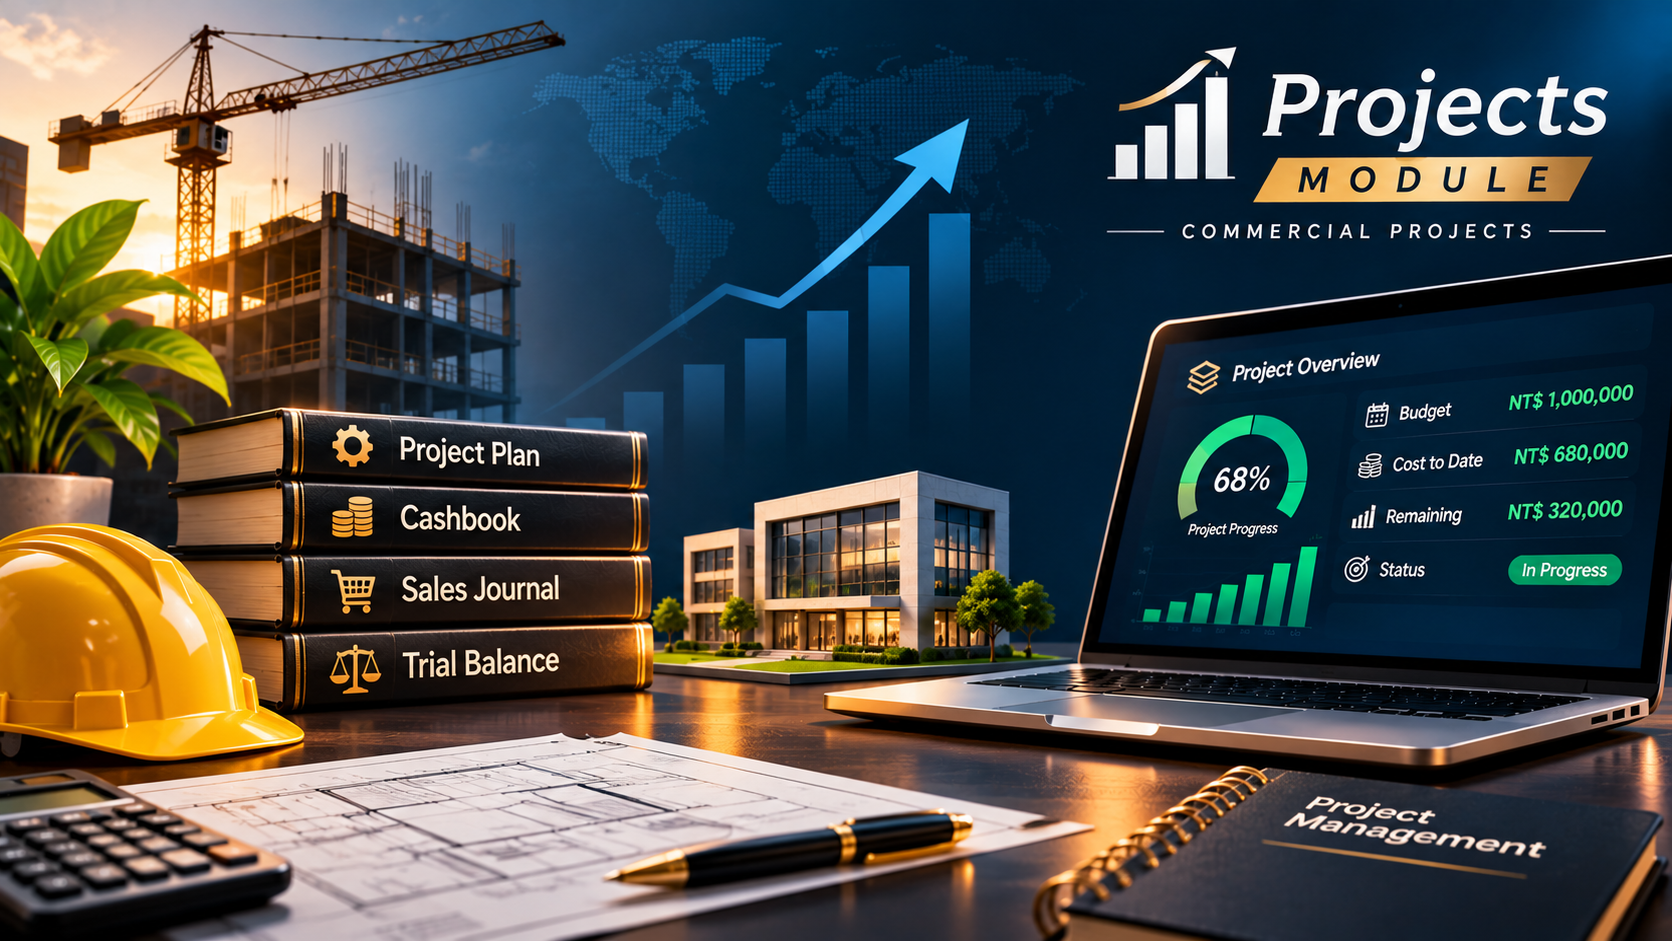 Projects
MODULE
COMMERCIAL PROJECTS
Project Plan
Cashbook
Sales Journal
Trial Balance
Project Overview
68%
Project Progress
Budget NT$ 1,000,000
Cost to Date NT$ 680,000
Remaining NT$ 320,000
Status In Progress
Project
Management